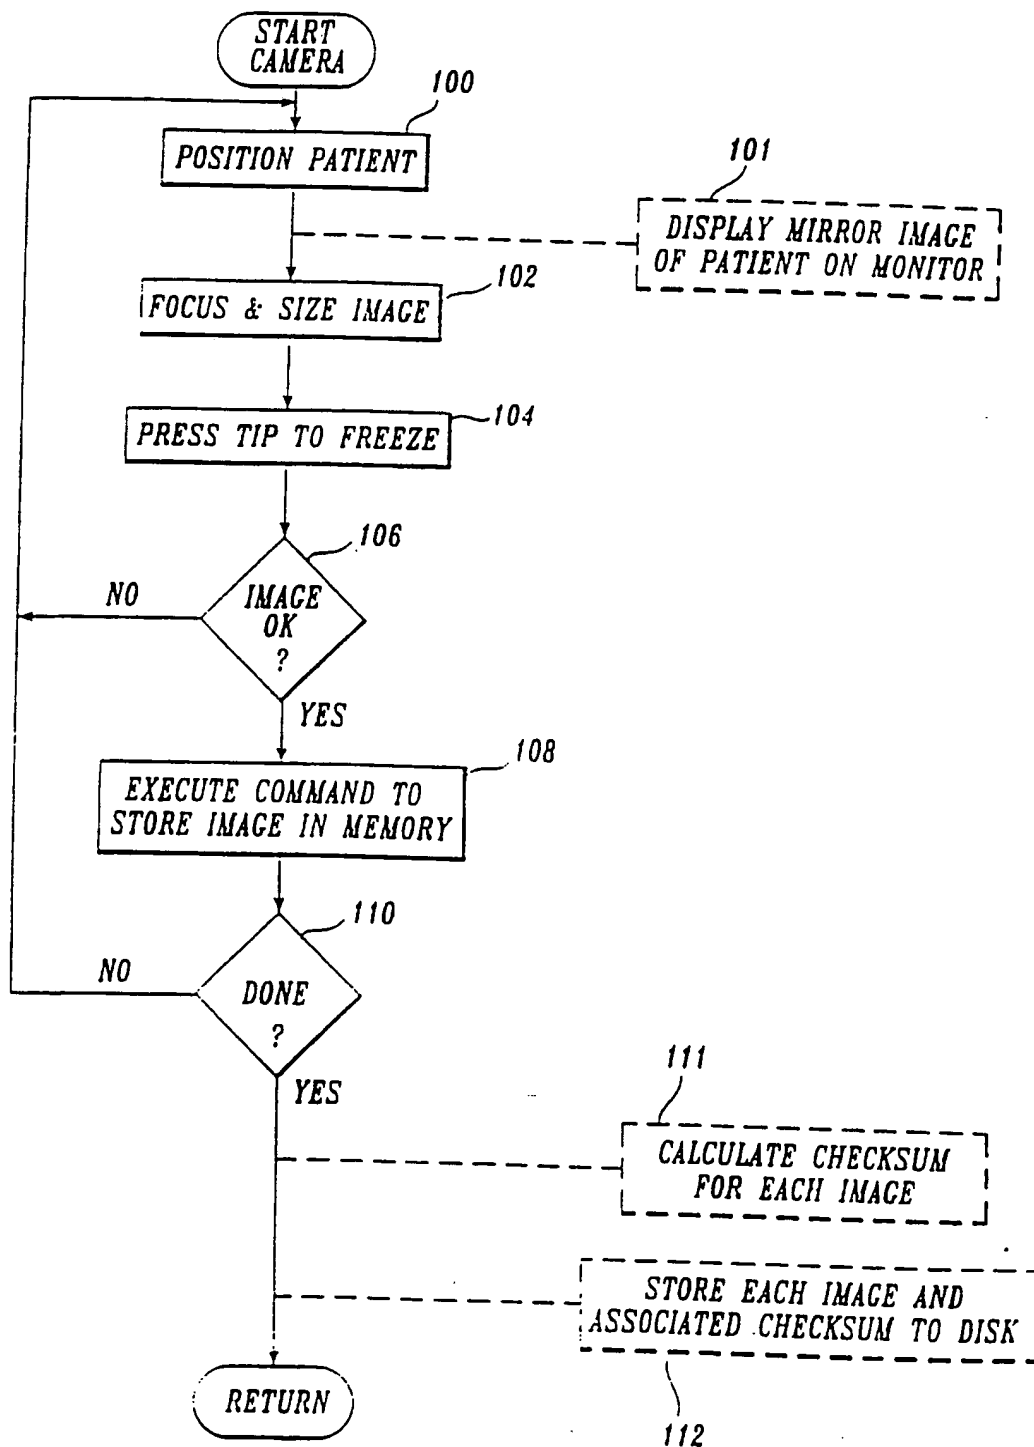 START
CAMERA
100
POSITION PATIENT
101
DISPLAY MIRROR IMAGE
OF PATIENT ON MONITOR
102
FOCUS & SIZE IMAGE
104
PRESS TIP TO FREEZE
106
IMAGE
OK
?
NO
YES
108
EXECUTE COMMAND TO
STORE IMAGE IN MEMORY
110
DONE
?
NO
YES
111
CALCULATE CHECKSUM
FOR EACH IMAGE
STORE EACH IMAGE AND
ASSOCIATED CHECKSUM TO DISK
112
RETURN